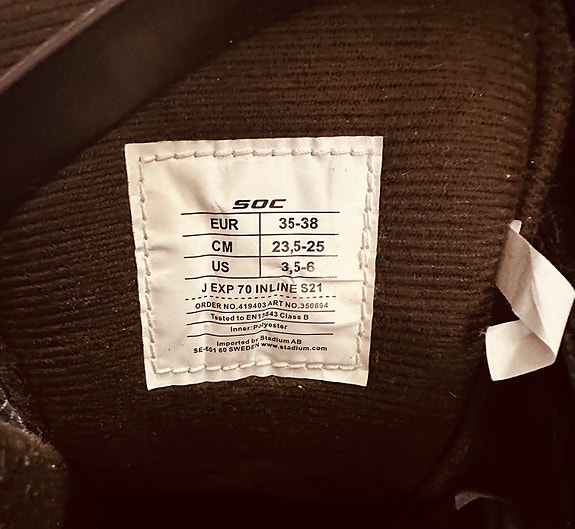 SOC
EUR 35-38
CM 23,5-25
US 3,5-6
J EXP 70 INLINE S21
ORDER NO.419403 ART NO.350694
Tested to EN13843 Class B
Inner:polyester
Imported by Stadium AB
SE-601 60 SWEDEN www.stadium.com